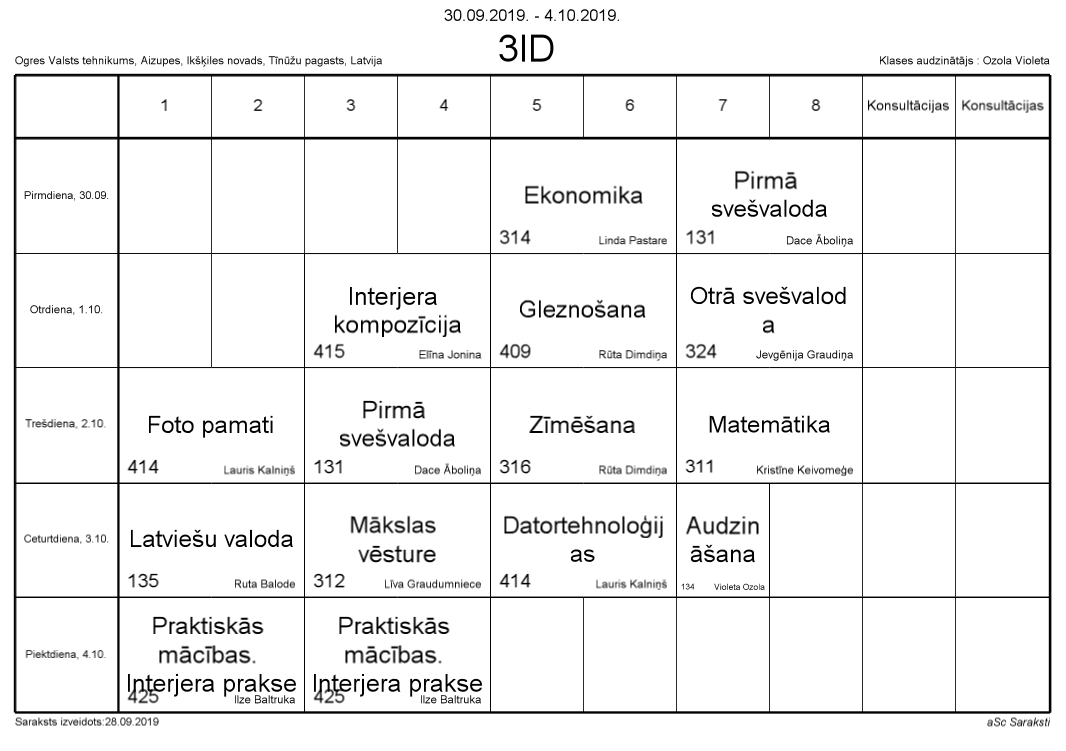 30.09.2019. - 4.10.2019.
3ID
Ogres Valsts tehnikums, Aizupes, Ikšķiles novads, Tīnūžu pagasts, Latvija
Klases audzinātājs : Ozola Violeta
1 2 3 4 5 6 7 8 Konsultācijas Konsultācijas
Pirmdiena, 30.09.
Ekonomika
314 Linda Pastare
Pirmā
svešvaloda
131 Dace Āboliņa
Otrdiena, 1.10.
Interjera
kompozīcija
415 Elīna Jonina
Gleznošana
409 Rūta Dimdiņa
Otrā svešvalod
a
324 Jevgēnija Graudiņa
Trešdiena, 2.10.
Foto pamati
414 Lauris Kalniņš
Pirmā
svešvaloda
131 Dace Āboliņa
Zīmēšana
316 Rūta Dimdiņa
Matemātika
311 Kristīne Keivomeģe
Ceturtdiena, 3.10.
Latviešu valoda
135 Ruta Balode
Mākslas
vēsture
312 Līva Graudumniece
Datortehnoloģij
as
414 Lauris Kalniņš
Audzin
āšana
134 Violeta Ozola
Piektdiena, 4.10.
Praktiskās
mācības.
Interjera prakse
425 Ilze Baltruka
Praktiskās
mācības.
Interjera prakse
425 Ilze Baltruka
Saraksts izveidots:28.09.2019
aSc Saraksti